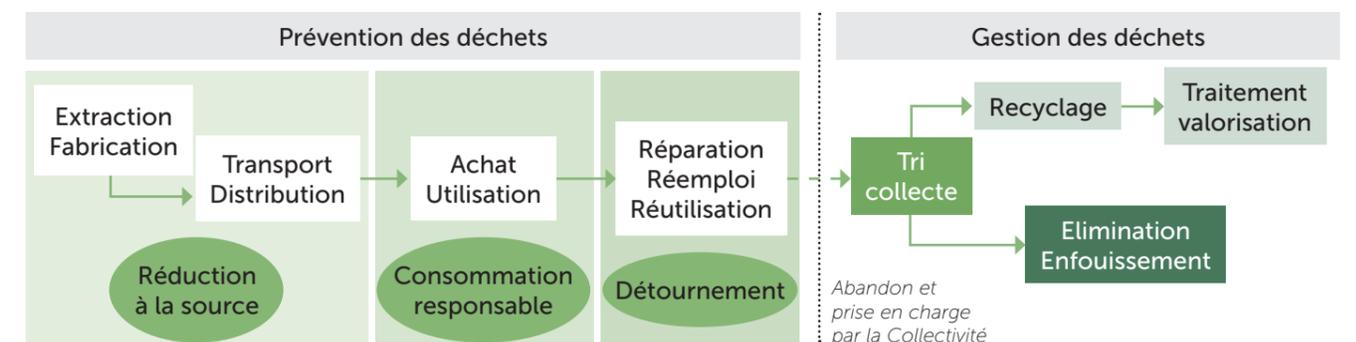 Prévention des déchets
Gestion des déchets
Extraction
Fabrication
Transport
Distribution
Achat
Utilisation
Réparation
Réemploi
Réutilisation
Tri
collecte
Recyclage
Traitement
valorisation
Elimination
Enfouissement
Réduction
à la source
Consommation
responsable
Détournement
Abandon et
prise en charge
par la Collectivité